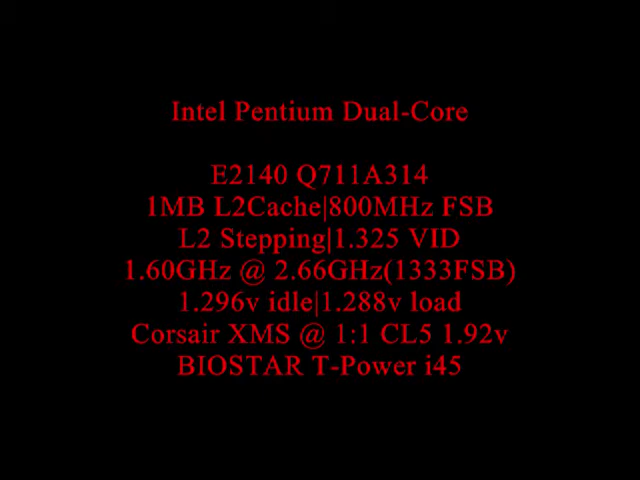 Intel Pentium Dual-Core
E2140 Q711A314
1MB L2Cache|800MHz FSB
L2 Stepping|1.325 VID
1.60GHz @ 2.66GHz(1333FSB)
1.296v idle|1.288v load
Corsair XMS @ 1:1 CL5 1.92v
BIOSTAR T-Power i45